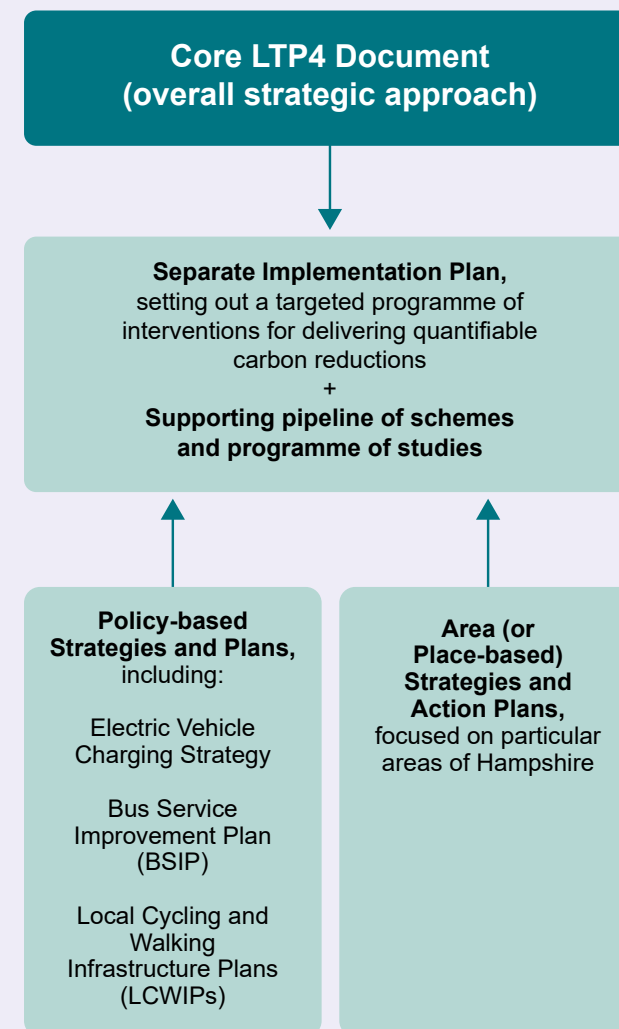 Core LTP4 Document
(overall strategic approach)
Separate Implementation Plan,
setting out a targeted programme of
interventions for delivering quantifiable
carbon reductions
+
Supporting pipeline of schemes
and programme of studies
Policy-based
Strategies and Plans,
including:
Electric Vehicle
Charging Strategy
Bus Service
Improvement Plan
(BSIP)
Local Cycling and
Walking
Infrastructure Plans
(LCWIPs)
Area (or
Place-based)
Strategies and
Action Plans,
focused on particular
areas of Hampshire